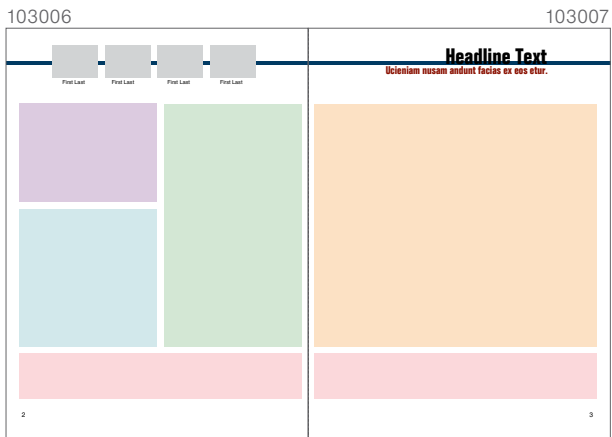 103006
103007
First Last First Last First Last First Last
Headline Text
Ucieniam nusam andunt facias ex eos etur.
2
3